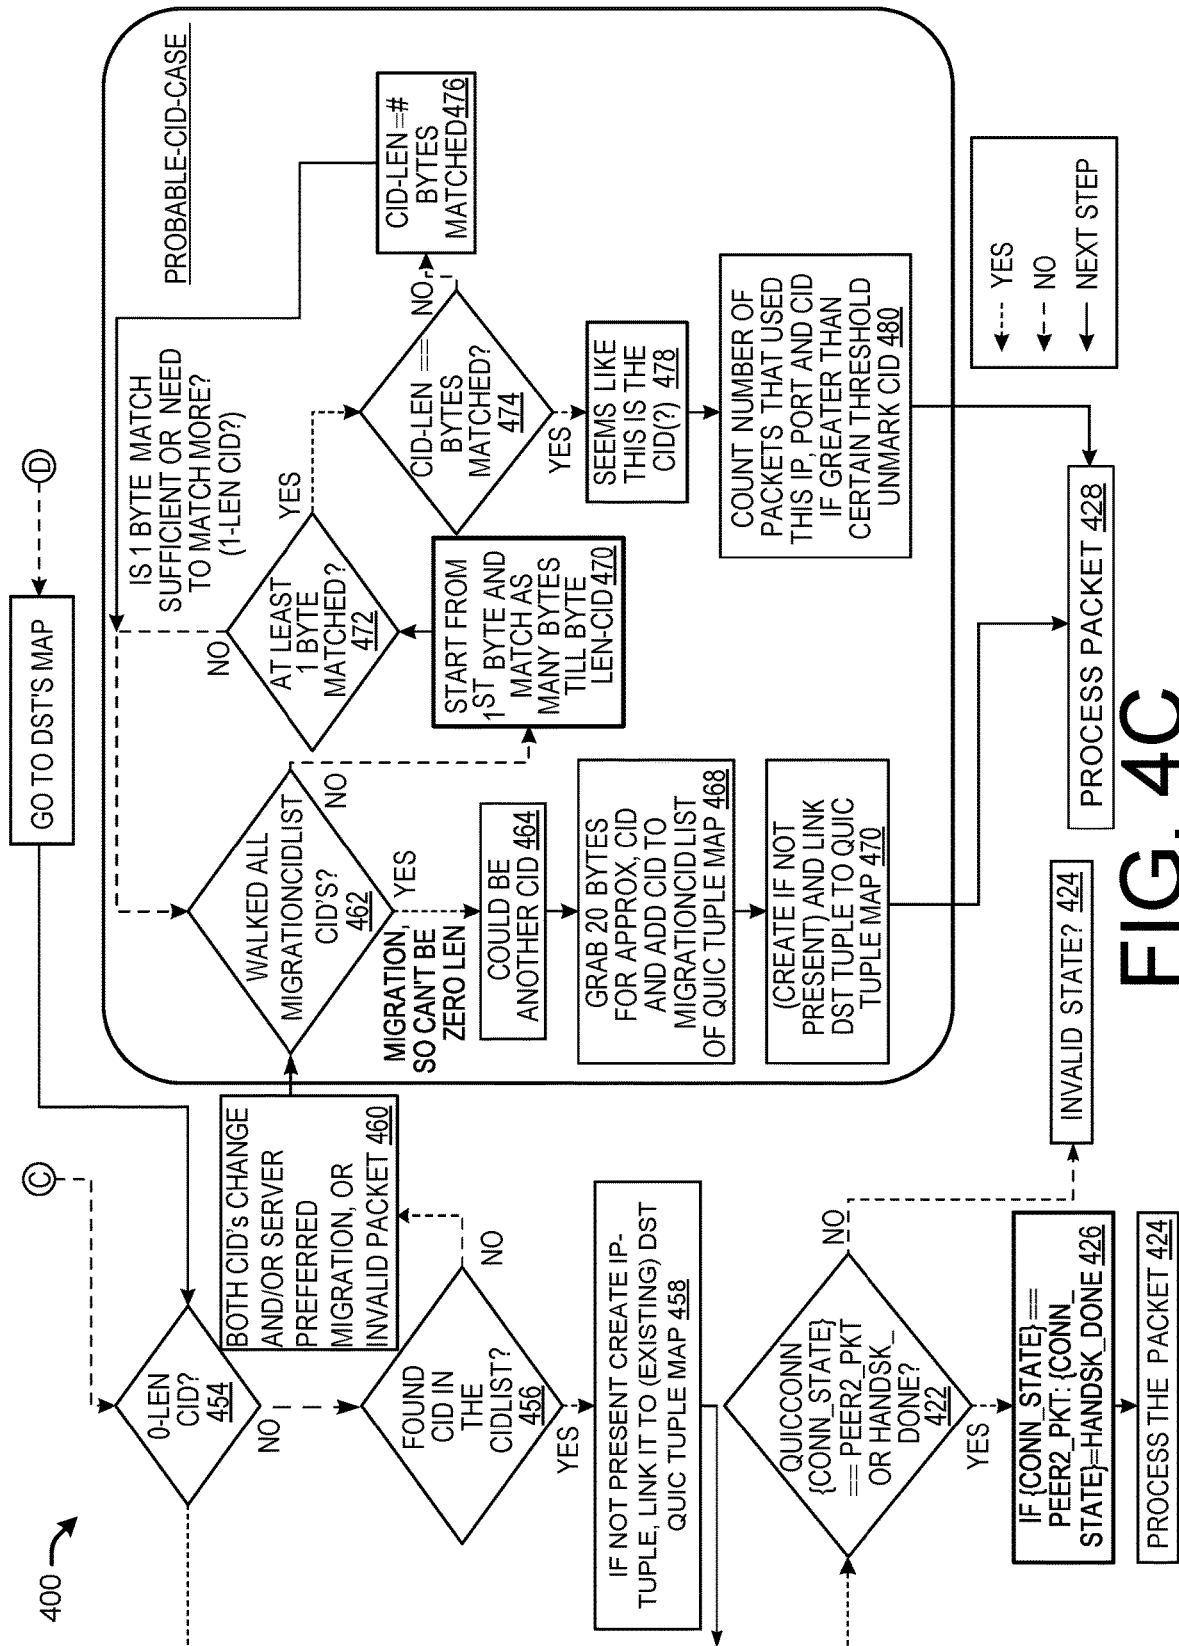 400
C
D
GO TO DST'S MAP
0-LEN
CID?
454
NO
BOTH CID's CHANGE
AND/OR SERVER
PREFERRED
MIGRATION, OR
INVALID PACKET 460
FOUND
CID IN
THE
CIDLIST?
456
NO
YES
IF NOT PRESENT CREATE IP-
TUPLE, LINK IT TO (EXISTING) DST
QUIC TUPLE MAP 458
QUICCONN
{CONN_STATE}
== PEER2_PKT
OR HANDSK_
DONE?
422
NO
YES
INVALID STATE? 424
IF {CONN_STATE} ==
PEER2_PKT: {CONN_
STATE}=HANDSK_DONE 426
PROCESS THE PACKET 424
PROBABLE-CID-CASE
IS 1 BYTE MATCH
SUFFICIENT OR NEED
TO MATCH MORE?
(1-LEN CID?)
WALKED ALL
MIGRATIONCIDLIST
CID'S?
462
NO
YES
MIGRATION,
SO CAN'T BE
ZERO LEN
COULD BE
ANOTHER CID 464
GRAB 20 BYTES
FOR APPROX, CID
AND ADD CID TO
MIGRATIONCIDLIST
OF QUIC TUPLE MAP 468
(CREATE IF NOT
PRESENT) AND LINK
DST TUPLE TO QUIC
TUPLE MAP 470
START FROM
1ST BYTE AND
MATCH AS
MANY BYTES
TILL BYTE
LEN-CID 470
AT LEAST
1 BYTE
MATCHED?
472
NO
YES
CID-LEN ==
BYTES
MATCHED?
474
NO
YES
CID-LEN =#
BYTES
MATCHED 476
SEEMS LIKE
THIS IS THE
CID(?) 478
COUNT NUMBER OF
PACKETS THAT USED
THIS IP, PORT AND CID
IF GREATER THAN
CERTAIN THRESHOLD
UNMARK CID 480
PROCESS PACKET 428
YES
NO
NEXT STEP
FIG. 4C